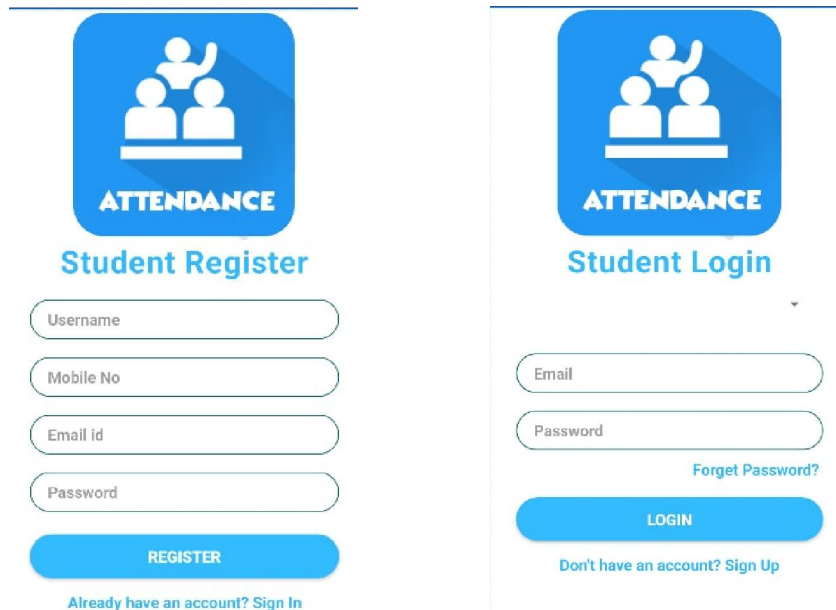 ATTENDANCE
Student Register
Username
Mobile No
Email id
Password
REGISTER
Already have an account? Sign In
ATTENDANCE
Student Login
Email
Password
Forget Password?
LOGIN
Don't have an account? Sign Up